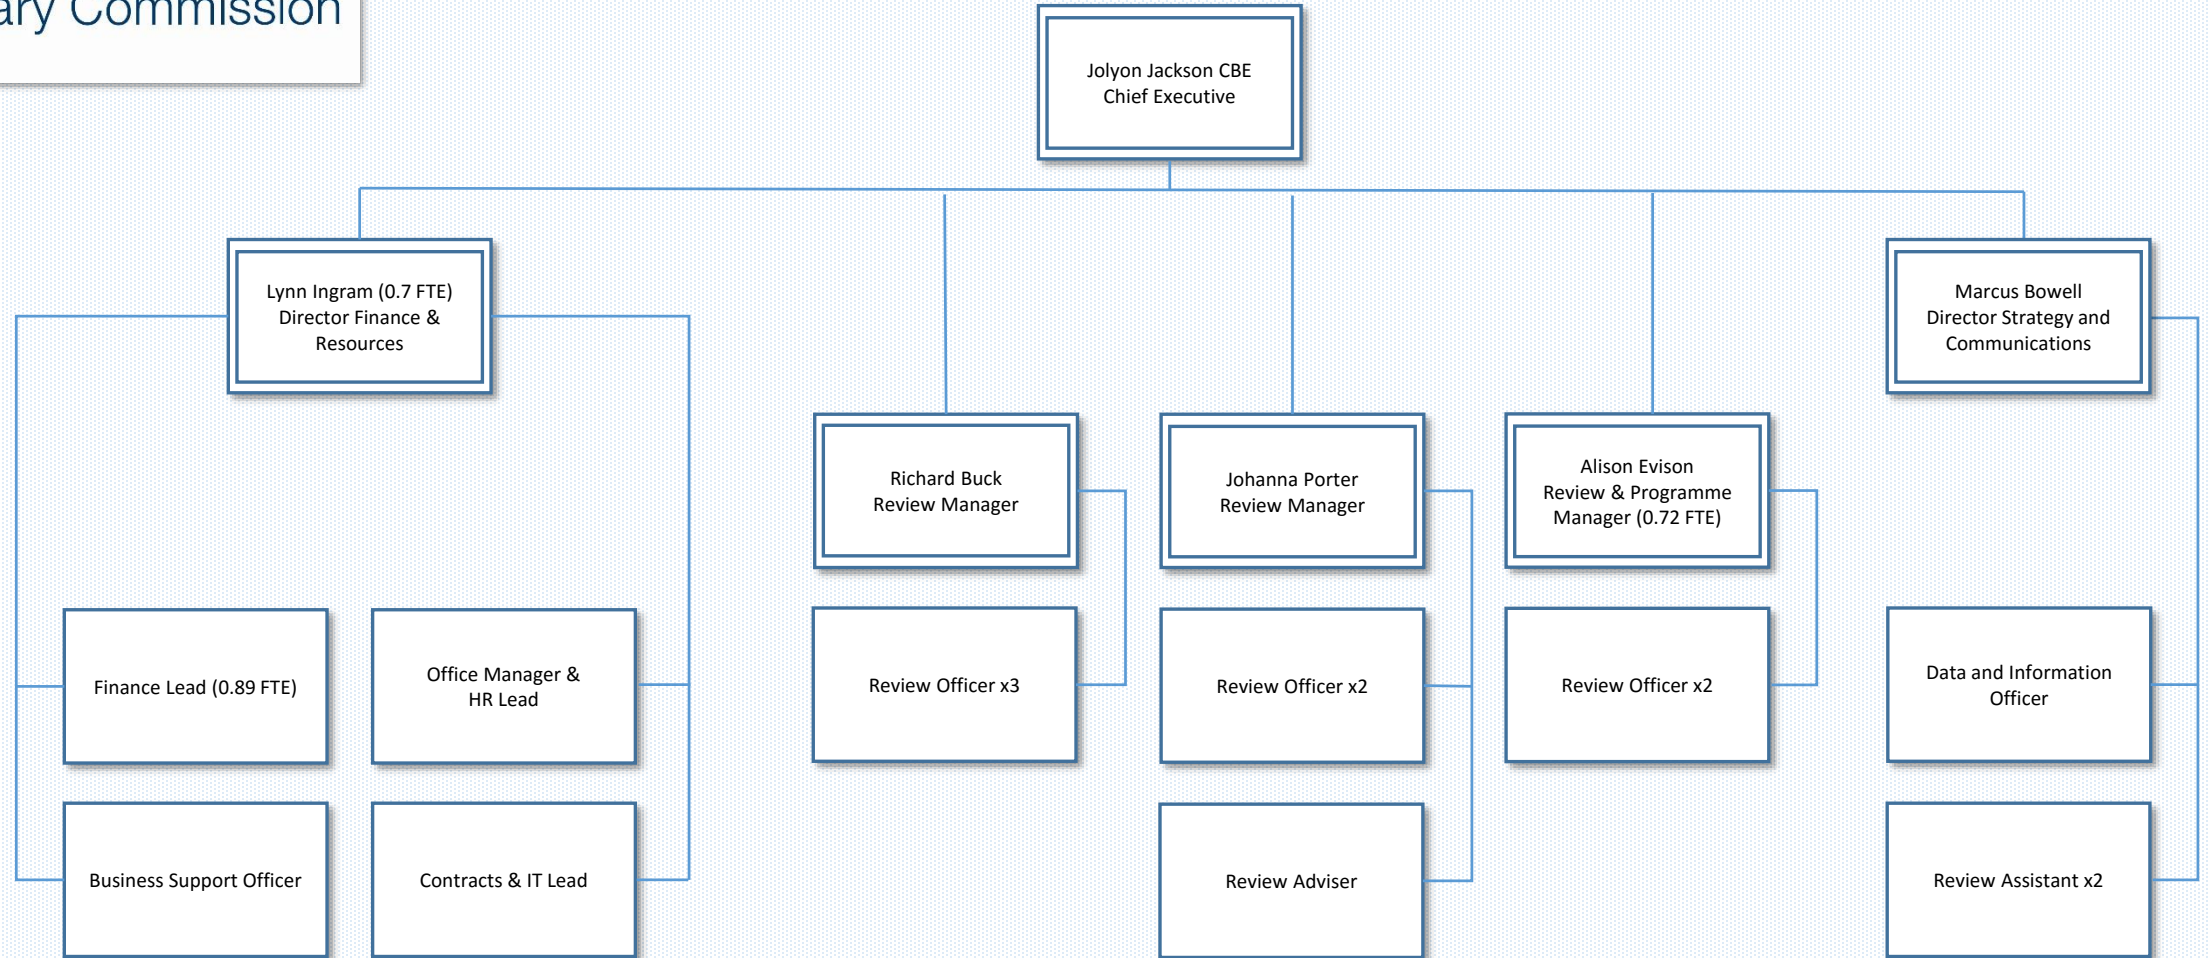 Commission
Jolyon Jackson CBE
Chief Executive
Lynn Ingram (0.7 FTE)
Director Finance &
Resources
Marcus Bowell
Director Strategy and
Communications
Richard Buck
Review Manager
Johanna Porter
Review Manager
Alison Evison
Review & Programme
Manager (0.72 FTE)
Finance Lead (0.89 FTE)
Office Manager &
HR Lead
Review Officer x3
Review Officer x2
Review Officer x2
Data and Information
Officer
Business Support Officer
Contracts & IT Lead
Review Adviser
Review Assistant x2